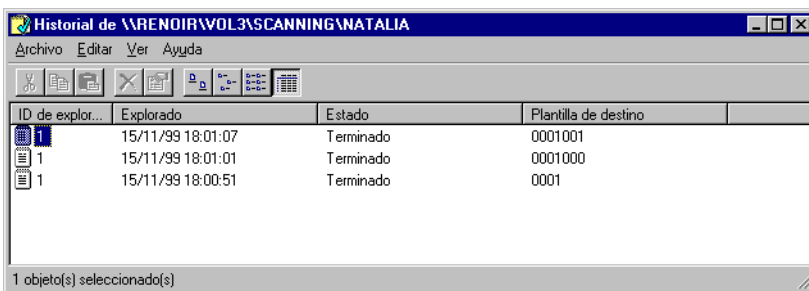 Historial de \\RENOIR\VOL3\SCANNING\NATALIA
Archivo Editar Ver Ayuda
ID de explor... Explorado Estado Plantilla de destino
1 15/11/99 18:01:07 Terminado 0001001
1 15/11/99 18:01:01 Terminado 0001000
1 15/11/99 18:00:51 Terminado 0001
1 objeto(s) seleccionado(s)